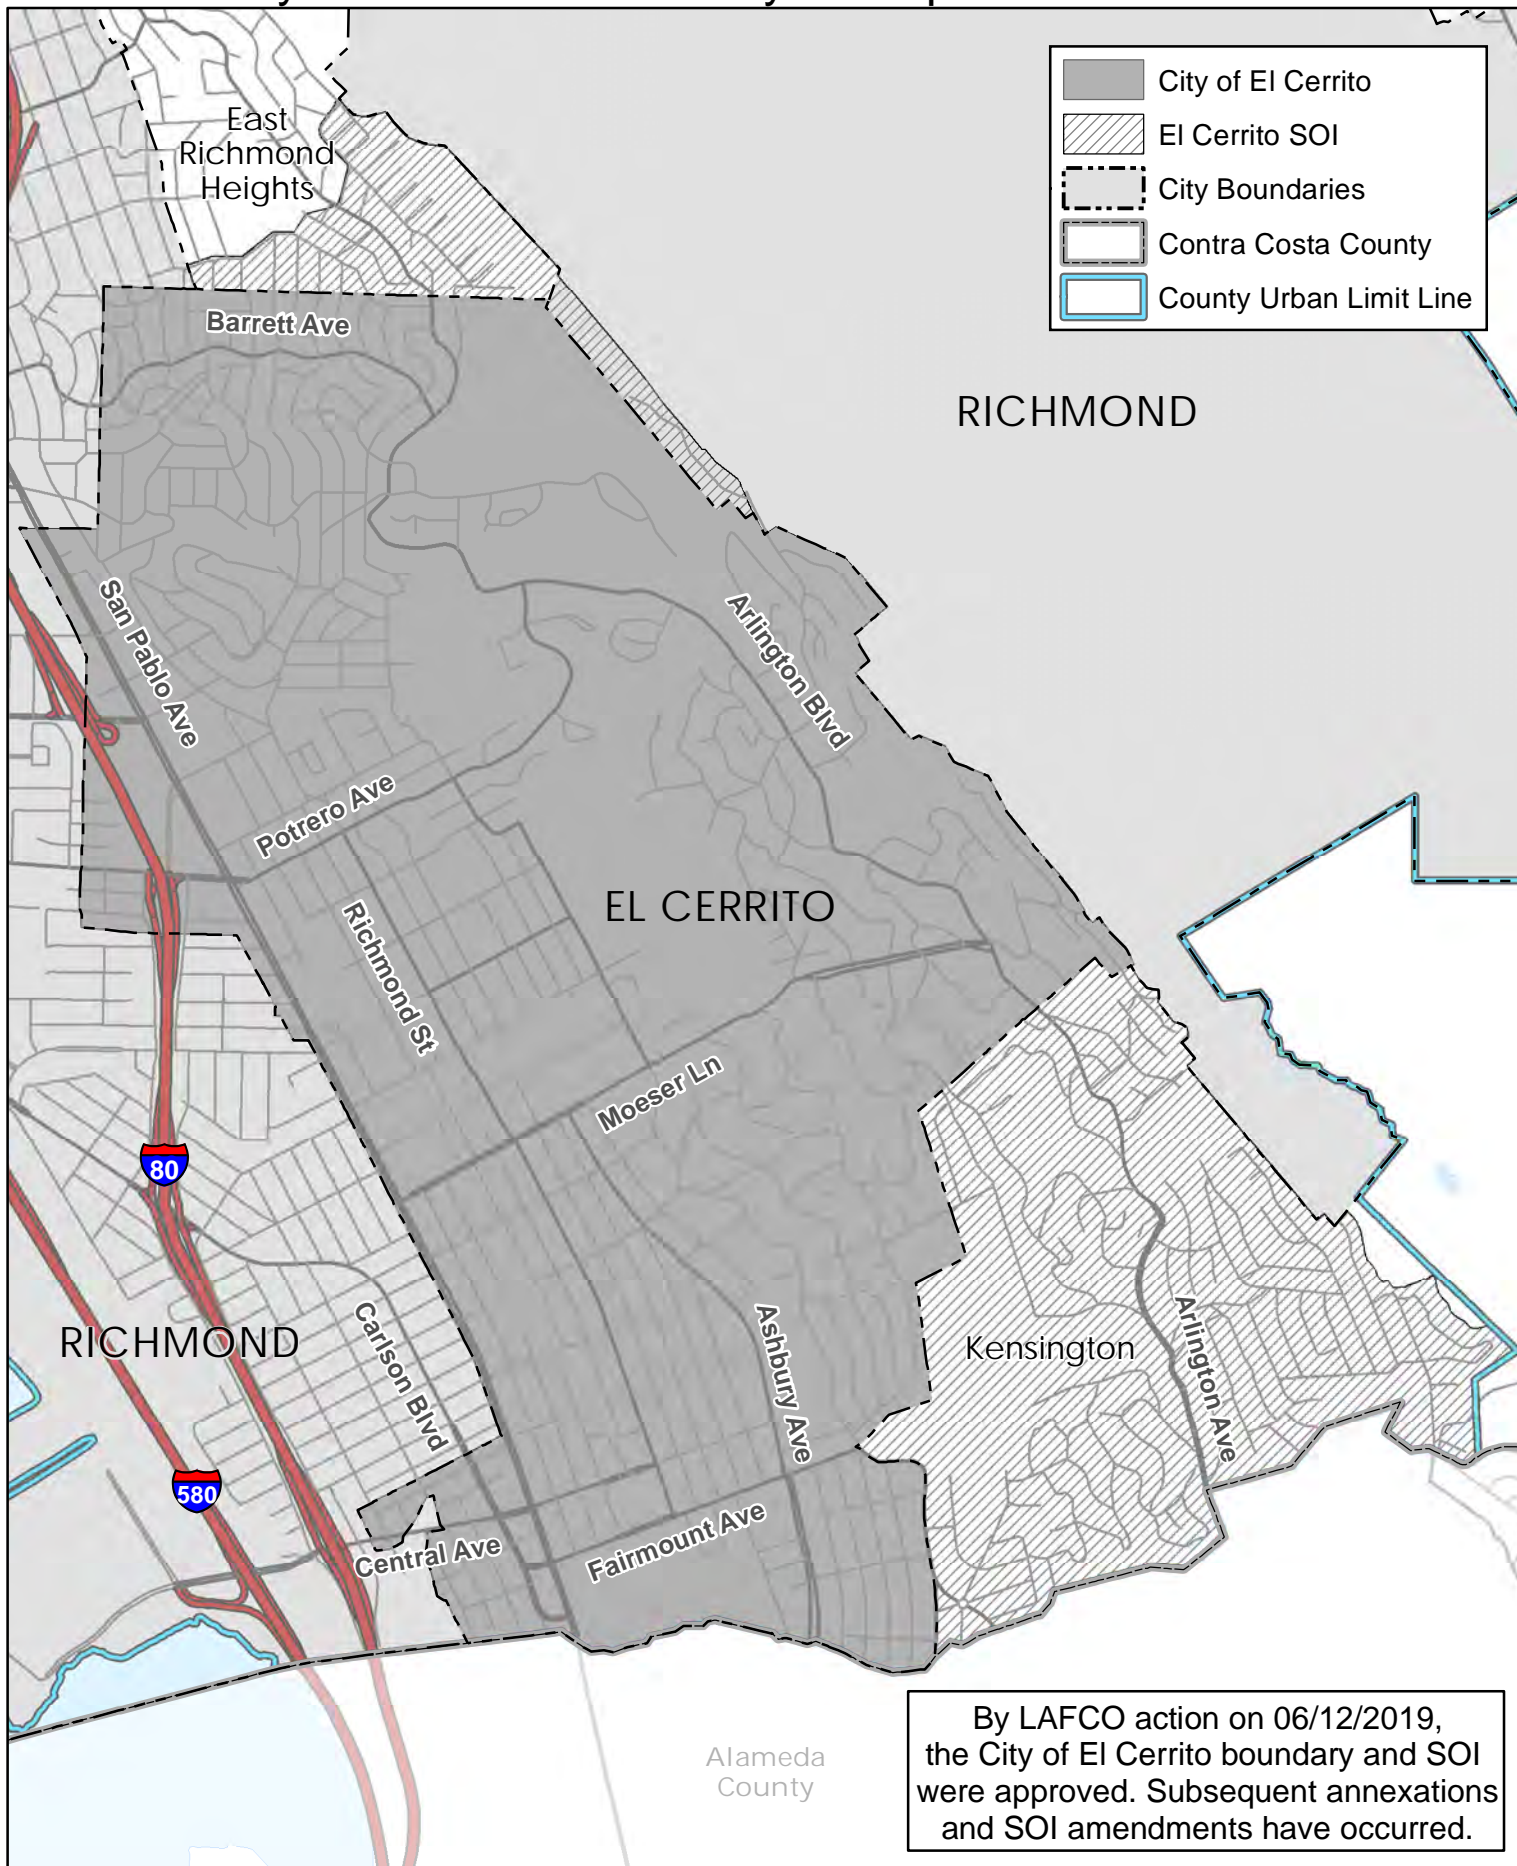 City of El Cerrito
El Cerrito SOI
City Boundaries
Contra Costa County
County Urban Limit Line
East
Richmond
Heights
Barrett Ave
RICHMOND
San Pablo Ave
Arlington Blvd
Potrero Ave
EL CERRITO
Richmond St
Moeser Ln
80
RICHMOND
Carlson Blvd
Ashbury Ave
Kensington
Arlington Ave
580
Central Ave
Fairmount Ave
Alameda
County
By LAFCO action on 06/12/2019,
the City of El Cerrito boundary and SOI
were approved. Subsequent annexations
and SOI amendments have occurred.